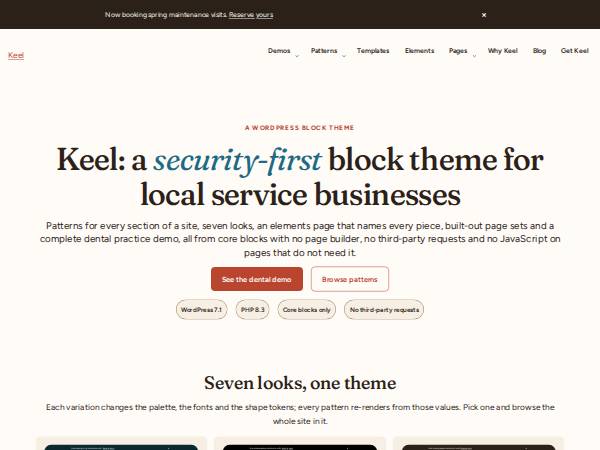 Now booking spring maintenance visits. Reserve yours ×
Keel
Demos Patterns Templates Elements Pages Why Keel Blog Get Keel
A WORDPRESS BLOCK THEME
Keel: a security-first block theme for
local service businesses
Patterns for every section of a site, seven looks, an elements page that names every piece, built-out page sets and a
complete dental practice demo, all from core blocks with no page builder, no third-party requests and no JavaScript on
pages that do not need it.
See the dental demo Browse patterns
WordPress 7.1 PHP 8.3 Core blocks only No third-party requests
Seven looks, one theme
Each variation changes the palette, the fonts and the shape tokens; every pattern re-renders from those values. Pick one and browse the
whole site in it.